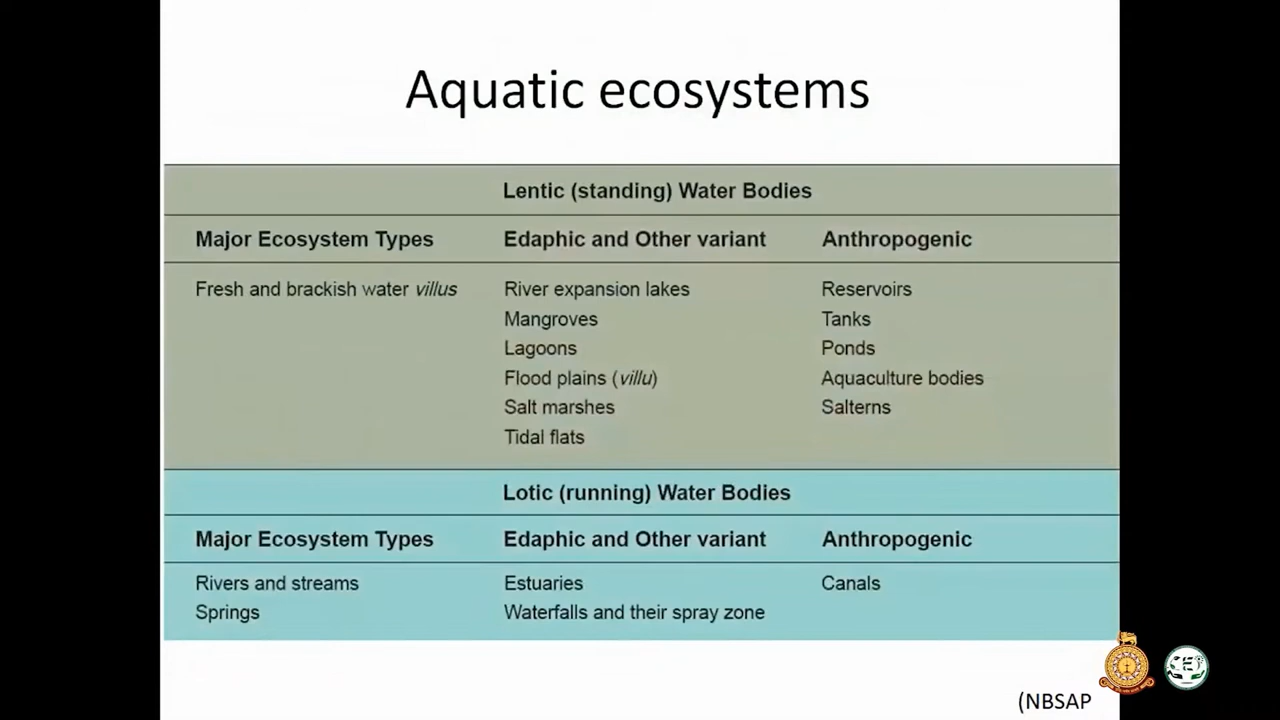 Aquatic ecosystems
Lentic (standing) Water Bodies
Major Ecosystem Types Edaphic and Other variant Anthropogenic
Fresh and brackish water villus River expansion lakes Reservoirs
Mangroves Tanks
Lagoons Ponds
Flood plains (villu) Aquaculture bodies
Salt marshes Salterns
Tidal flats
Lotic (running) Water Bodies
Major Ecosystem Types Edaphic and Other variant Anthropogenic
Rivers and streams Estuaries Canals
Springs Waterfalls and their spray zone
(NBSAP